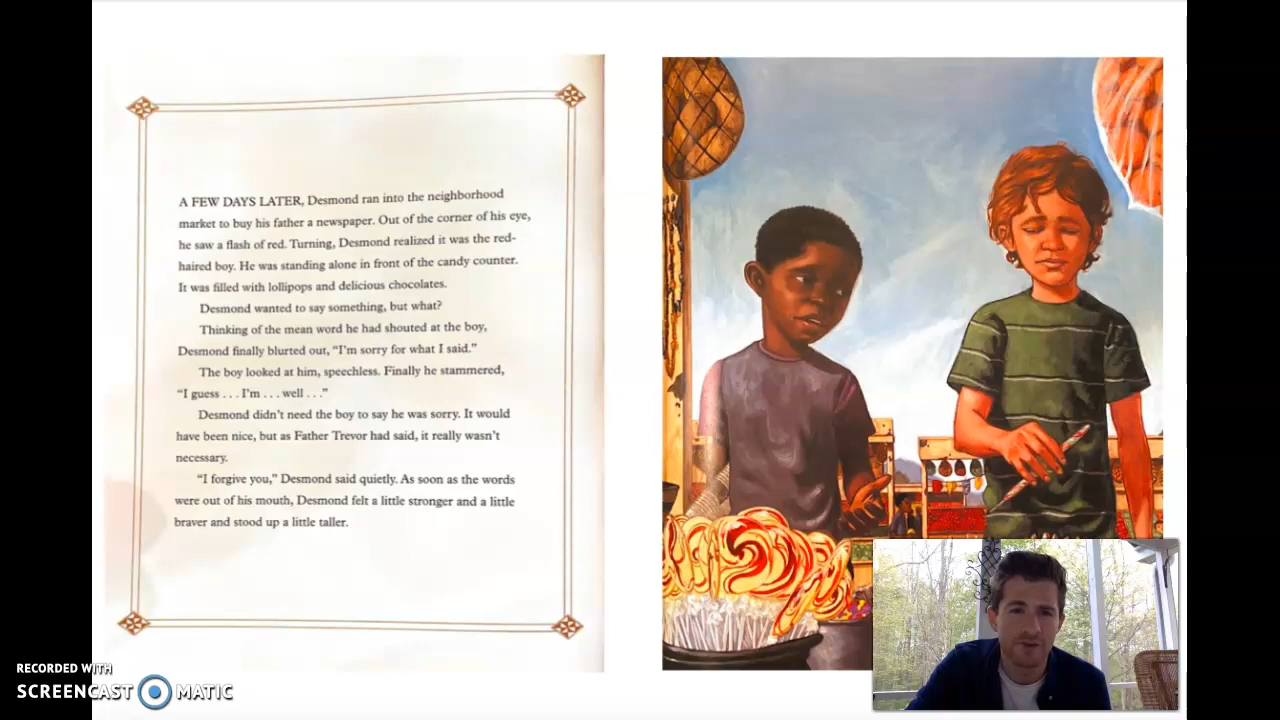 A FEW DAYS LATER, Desmond ran into the neighborhood
market to buy his father a newspaper. Out of the corner of his eye,
he saw a flash of red. Turning, Desmond realized it was the red-
haired boy. He was standing alone in front of the candy counter.
It was filled with lollipops and delicious chocolates.
Desmond wanted to say something, but what?
Thinking of the mean word he had shouted at the boy,
Desmond finally blurted out, “I’m sorry for what I said.”
The boy looked at him, speechless. Finally he stammered,
“I guess . . . I’m . . . well . . .”
Desmond didn’t need the boy to say he was sorry. It would
have been nice, but as Father Trevor had said, it really wasn’t
necessary.
“I forgive you,” Desmond said quietly. As soon as the words
were out of his mouth, Desmond felt a little stronger and a little
braver and stood up a little taller.
RECORDED WITH
SCREENCAST MATIC